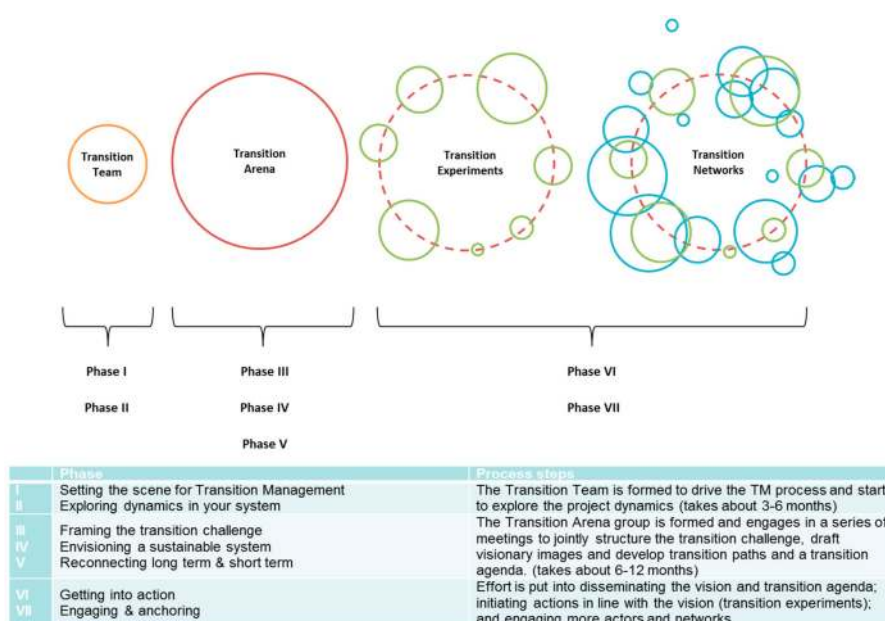 Transition
Team
Transition
Arena
Transition
Experiments
Transition
Networks
Phase I
Phase II
Phase III
Phase IV
Phase V
Phase VI
Phase VII
Phase
Process steps
I
Setting the scene for Transition Management
II
Exploring dynamics in your system
The Transition Team is formed to drive the TM process and start
to explore the project dynamics (takes about 3-6 months)
III
Framing the transition challenge
IV
Envisioning a sustainable system
V
Reconnecting long term & short term
The Transition Arena group is formed and engages in a series of
meetings to jointly structure the transition challenge, draft
visionary images and develop transition paths and a transition
agenda. (takes about 6-12 months)
VI
Getting into action
VII
Engaging & anchoring
Effort is put into disseminating the vision and transition agenda;
initiating actions in line with the vision (transition experiments);
and engaging more actors and networks